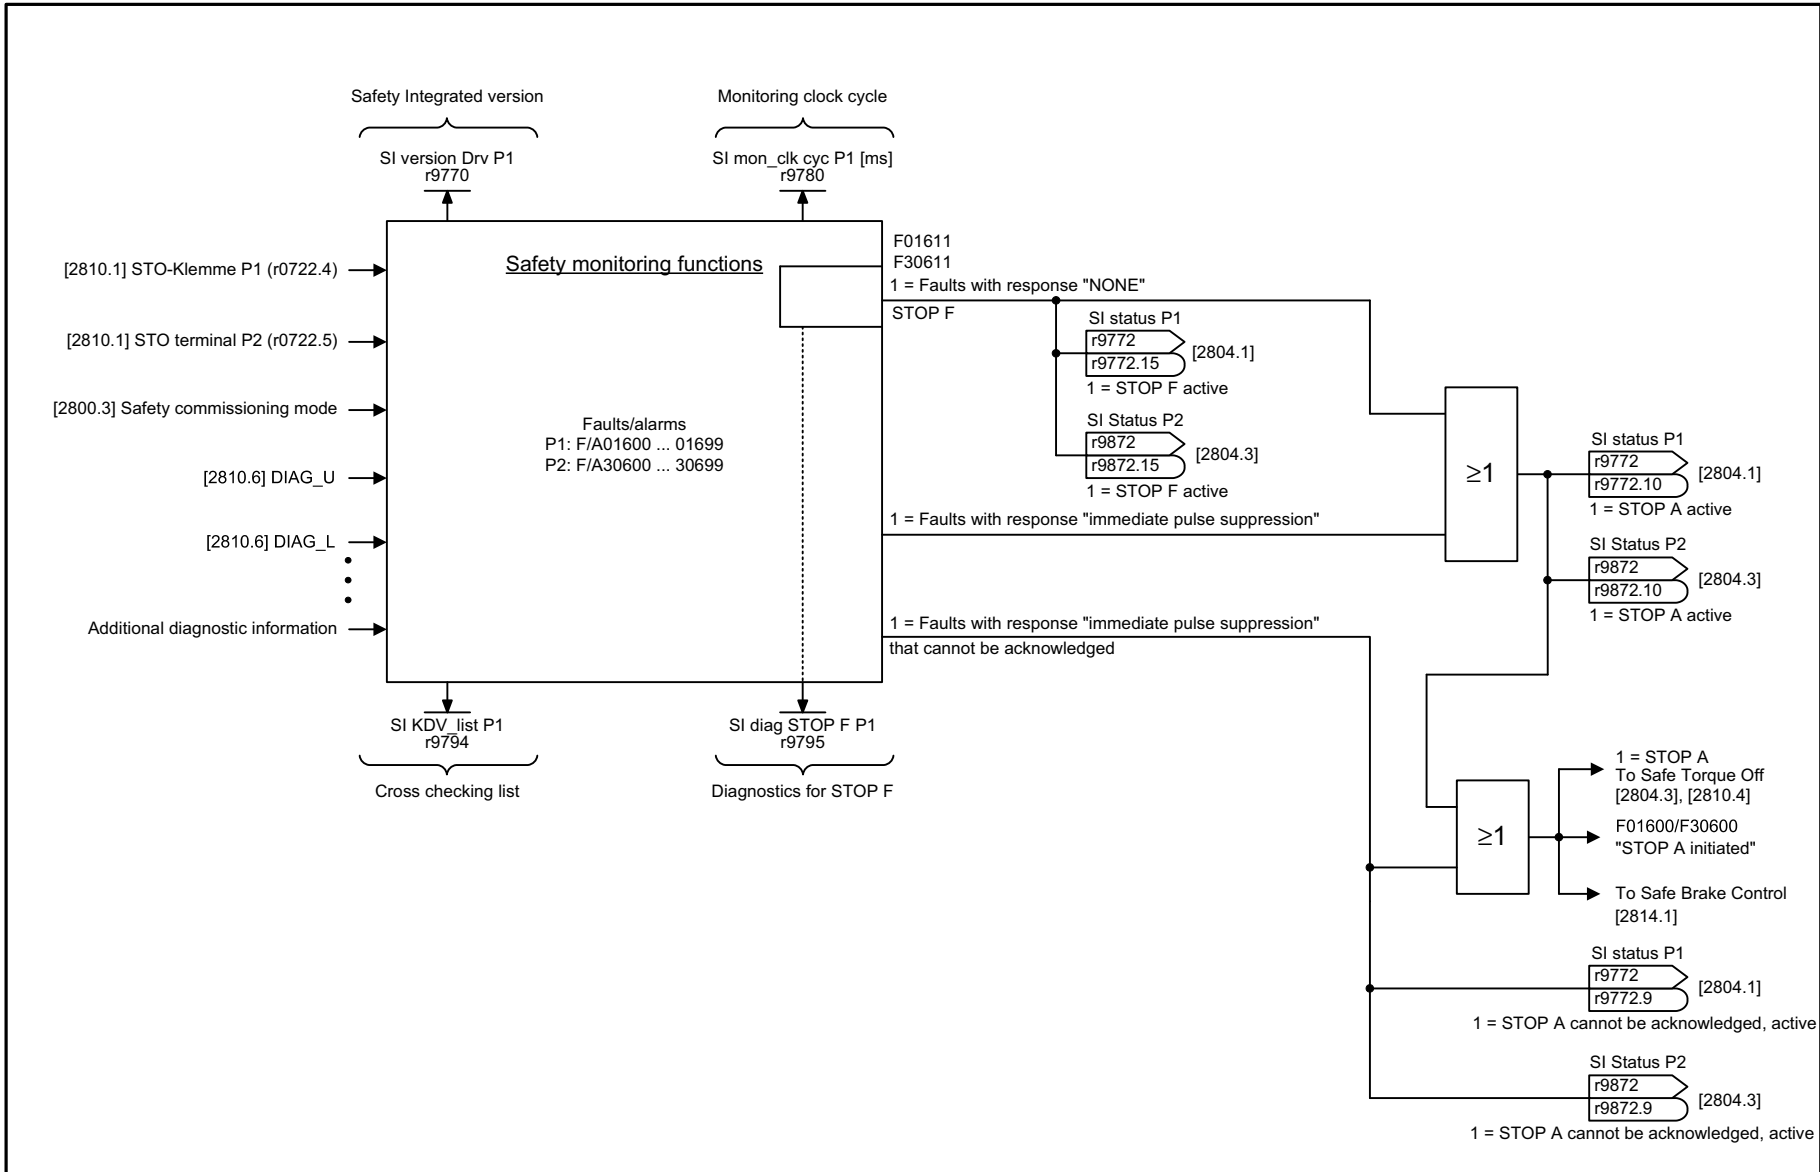 Safety Integrated version
SI version Drv P1
r9770
Monitoring clock cycle
SI mon_clk cyc P1 [ms]
r9780
[2810.1] STO-Klemme P1 (r0722.4)
[2810.1] STO terminal P2 (r0722.5)
[2800.3] Safety commissioning mode
[2810.6] DIAG_U
[2810.6] DIAG_L
Additional diagnostic information
Safety monitoring functions
Faults/alarms
P1: F/A01600 ... 01699
P2: F/A30600 ... 30699
SI KDV_list P1
r9794
Cross checking list
SI diag STOP F P1
r9795
Diagnostics for STOP F
F01611
F30611
1 = Faults with response "NONE"
STOP F
SI status P1
r9772
r9772.15
[2804.1]
1 = STOP F active
SI Status P2
r9872
r9872.15
[2804.3]
1 = STOP F active
1 = Faults with response "immediate pulse suppression"
1 = Faults with response "immediate pulse suppression"
that cannot be acknowledged
≥1
SI status P1
r9772
r9772.10
[2804.1]
1 = STOP A active
SI Status P2
r9872
r9872.10
[2804.3]
1 = STOP A active
≥1
1 = STOP A
To Safe Torque Off
[2804.3], [2810.4]
F01600/F30600
"STOP A initiated"
To Safe Brake Control
[2814.1]
SI status P1
r9772
r9772.9
[2804.1]
1 = STOP A cannot be acknowledged, active
SI Status P2
r9872
r9872.9
[2804.3]
1 = STOP A cannot be acknowledged, active